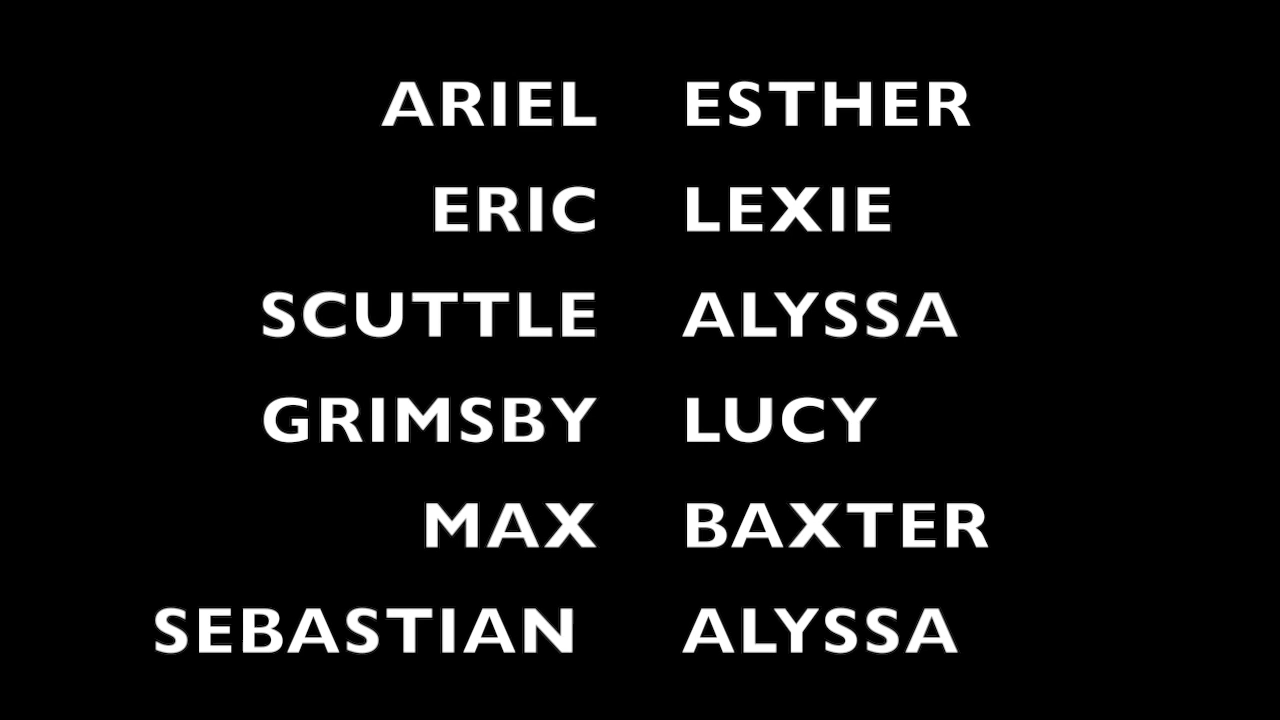 ARIEL ESTHER
ERIC LEXIE
SCUTTLE ALYSSA
GRIMSBY LUCY
MAX BAXTER
SEBASTIAN ALYSSA